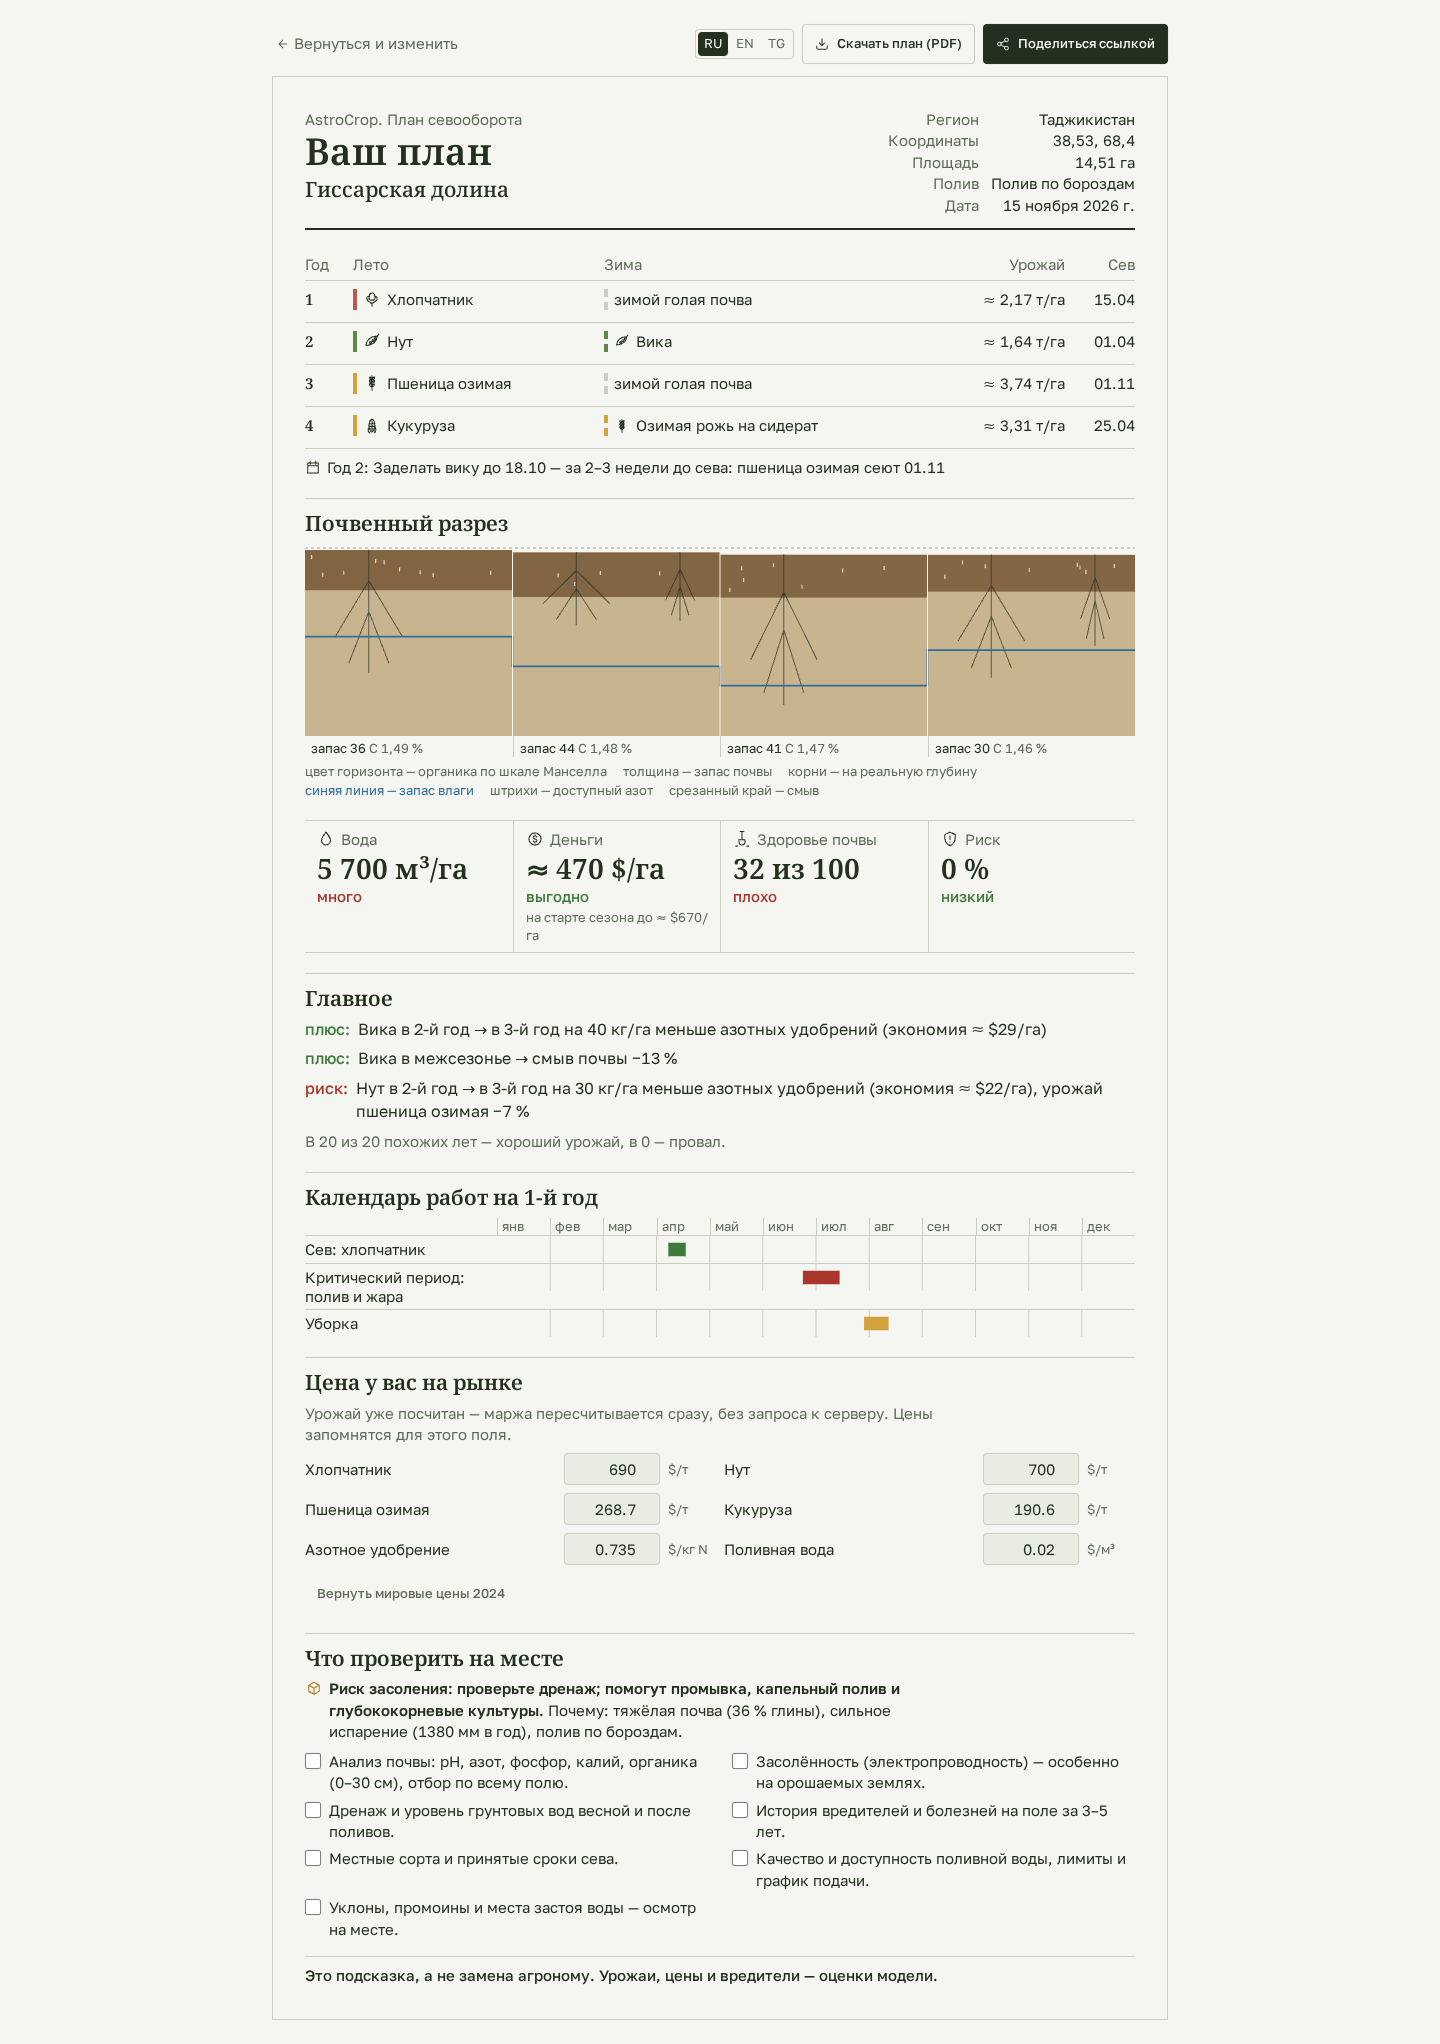 ← Вернуться и изменить
RU EN TG
Скачать план (PDF)
Поделиться ссылкой
AstroCrop. План севооборота
Ваш план
Гиссарская долина
Регион Таджикистан
Координаты 38,53, 68,4
Площадь 14,51 га
Полив Полив по бороздам
Дата 15 ноября 2026 г.
Год Лето Зима Урожай Сев
1 Хлопчатник зимой голая почва ≈ 2,17 т/га 15.04
2 Нут Вика ≈ 1,64 т/га 01.04
3 Пшеница озимая зимой голая почва ≈ 3,74 т/га 01.11
4 Кукуруза Озимая рожь на сидерат ≈ 3,31 т/га 25.04
Год 2: Заделать вику до 18.10 — за 2–3 недели до сева: пшеница озимая сеют 01.11
Почвенный разрез
запас 36 C 1,49 % запас 44 C 1,48 % запас 41 C 1,47 % запас 30 C 1,46 %
цвет горизонта — органика по шкале Манселла толщина — запас почвы корни — на реальную глубину
синяя линия — запас влаги штрихи — доступный азот срезанный край — смыв
Вода
5 700 м³/га
много
Деньги
≈ 470 $/га
выгодно
на старте сезона до ≈ $670/
га
Здоровье почвы
32 из 100
плохо
Риск
0 %
низкий
Главное
плюс: Вика в 2-й год → в 3-й год на 40 кг/га меньше азотных удобрений (экономия ≈ $29/га)
плюс: Вика в межсезонье → смыв почвы −13 %
риск: Нут в 2-й год → в 3-й год на 30 кг/га меньше азотных удобрений (экономия ≈ $22/га), урожай
пшеница озимая −7 %
В 20 из 20 похожих лет — хороший урожай, в 0 — провал.
Календарь работ на 1-й год
янв фев мар апр май июн июл авг сен окт ноя дек
Сев: хлопчатник
Критический период:
полив и жара
Уборка
Цена у вас на рынке
Урожай уже посчитан — маржа пересчитывается сразу, без запроса к серверу. Цены
запомнятся для этого поля.
Хлопчатник 690 $/т Нут 700 $/т
Пшеница озимая 268.7 $/т Кукуруза 190.6 $/т
Азотное удобрение 0.735 $/кг N Поливная вода 0.02 $/м³
Вернуть мировые цены 2024
Что проверить на месте
Риск засоления: проверьте дренаж; помогут промывка, капельный полив и
глубококорневые культуры. Почему: тяжёлая почва (36 % глины), сильное
испарение (1380 мм в год), полив по бороздам.
Анализ почвы: pH, азот, фосфор, калий, органика
(0–30 см), отбор по всему полю.
Засолённость (электропроводность) — особенно
на орошаемых землях.
Дренаж и уровень грунтовых вод весной и после
поливов.
История вредителей и болезней на поле за 3–5
лет.
Местные сорта и принятые сроки сева.
Качество и доступность поливной воды, лимиты и
график подачи.
Уклоны, промоины и места застоя воды — осмотр
на месте.
Это подсказка, а не замена агроному. Урожаи, цены и вредители — оценки модели.